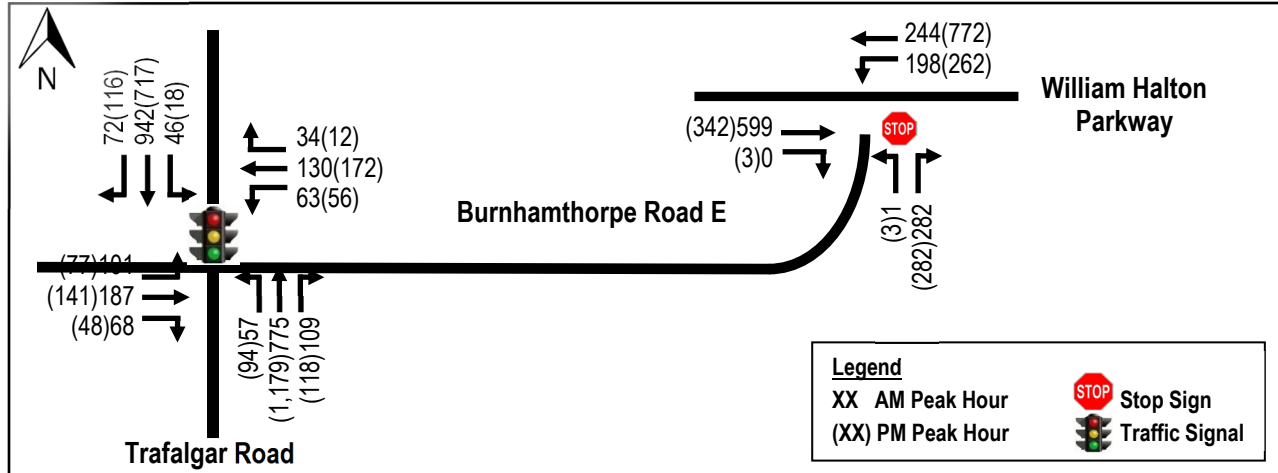 N
72(116)
942(717)
46(18)
34(12)
130(172)
63(56)
244(772)
198(262)
William Halton
Parkway
(342)599
(3)0
STOP
Burnhamthorpe Road E
(3)1
(282)282
(141)187
(48)68
(94)57
(1,179)775
(118)109
Trafalgar Road
Legend
XX AM Peak Hour
STOP Stop Sign
(XX) PM Peak Hour
Traffic Signal